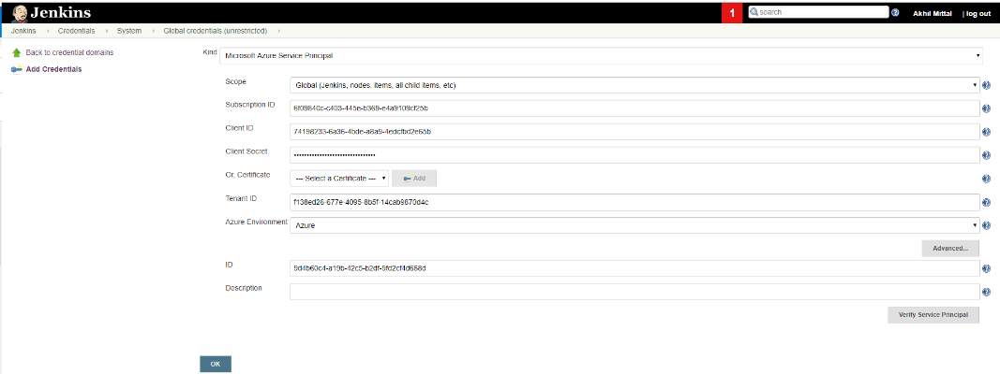 Jenkins
1
search
Akhil Mittal
| log out
Jenkins › Credentials › System › Global credentials (unrestricted) ›
Back to credential domains
Add Credentials
Kind
Microsoft Azure Service Principal
Scope
Global (Jenkins, nodes, items, all child items, etc)
Subscription ID
6f09840c-c403-445e-b369-e4a9109cf25b
Client ID
74198233-6a36-4bde-a8a9-4edcfbd2e65b
Client Secret
Or, Certificate
--- Select a Certificate ---
Add
Tenant ID
f138ed26-677e-4095-8b5f-14cab9870d4c
Azure Environment
Azure
Advanced...
ID
9d4b60c4-a19b-42c5-b2df-9fd2cf4d668d
Description
Verify Service Principal
OK